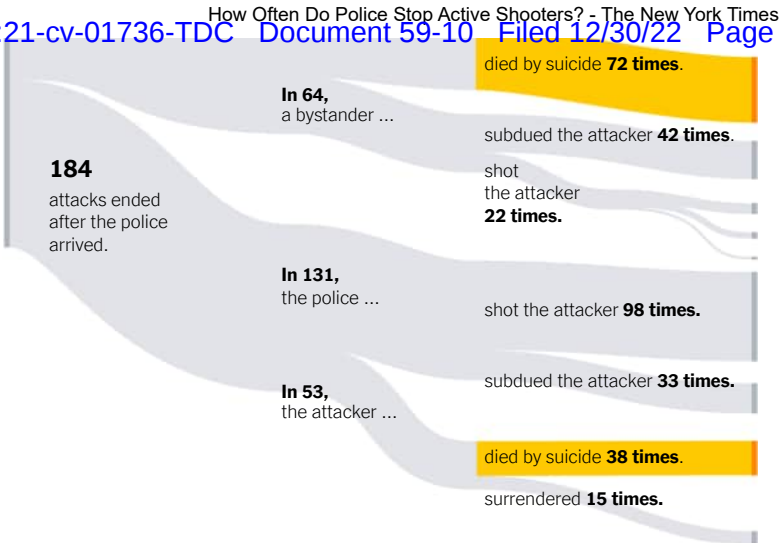 How Often Do Police Stop Active Shooters? - The New York Times
:21-cv-01736-TDC Document 59-10 Filed 12/30/22 Page
died by suicide 72 times.
In 64,
a bystander ...
subdued the attacker 42 times.
shot
the attacker
22 times.
184
attacks ended
after the police
arrived.
In 131,
the police ...
shot the attacker 98 times.
subdued the attacker 33 times.
In 53,
the attacker ...
died by suicide 38 times.
surrendered 15 times.